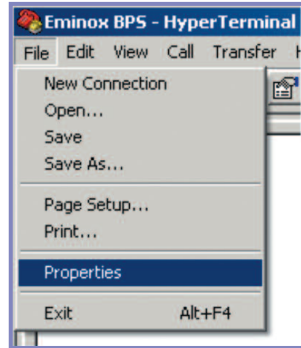 Eminox BPS - HyperTerminal
File Edit View Call Transfer
New Connection
Open...
Save
Save As...
Page Setup...
Print...
Properties
Exit Alt+F4